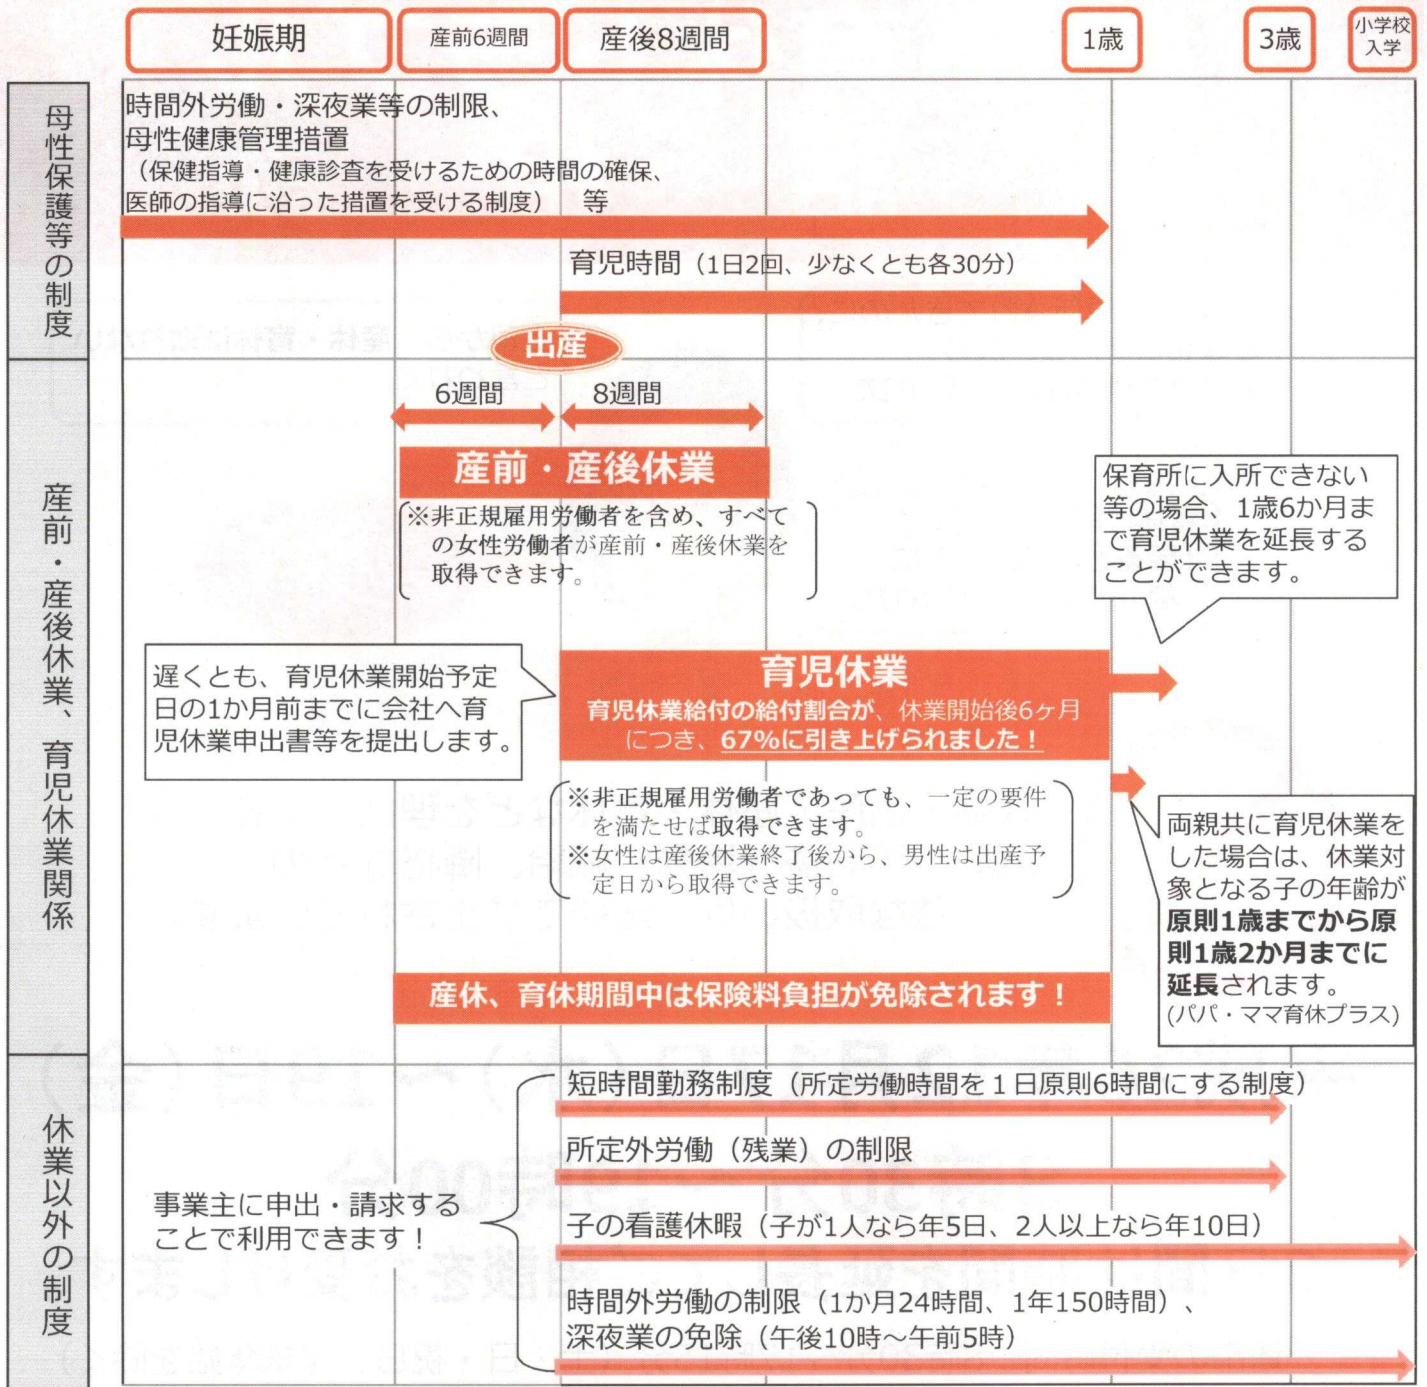 妊娠期
産前6週間
産後8週間
1歳
3歳
小学校
入学
母性保護等の制度
時間外労働・深夜業等の制限、
母性健康管理措置
（保健指導・健康診査を受けるための時間の確保、
医師の指導に沿った措置を受ける制度）　等
育児時間（1日2回、少なくとも各30分）
出産
産前・産後休業、育児休業関係
6週間
8週間
産前・産後休業
※非正規雇用労働者を含め、すべて
の女性労働者が産前・産後休業を
取得できます。
保育所に入所できない
等の場合、1歳6か月ま
で育児休業を延長する
ことができます。
遅くとも、育児休業開始予定
日の1か月前までに会社へ育
児休業申出書等を提出します。
育児休業
育児休業給付の給付割合が、休業開始後6ヶ月
につき、67%に引き上げられました！
※非正規雇用労働者であっても、一定の要件
を満たせば取得できます。
※女性は産後休業終了後から、男性は出産予
定日から取得できます。
両親共に育児休業を
した場合は、休業対
象となる子の年齢が
原則1歳までから原
則1歳2か月までに
延長されます。
(パパ・ママ育休プラス)
産休、育休期間中は保険料負担が免除されます！
休業以外の制度
事業主に申出・請求する
ことで利用できます！
短時間勤務制度（所定労働時間を１日原則6時間にする制度）
所定外労働（残業）の制限
子の看護休暇（子が1人なら年5日、2人以上なら年10日）
時間外労働の制限（1か月24時間、1年150時間）、
深夜業の免除（午後10時～午前5時）